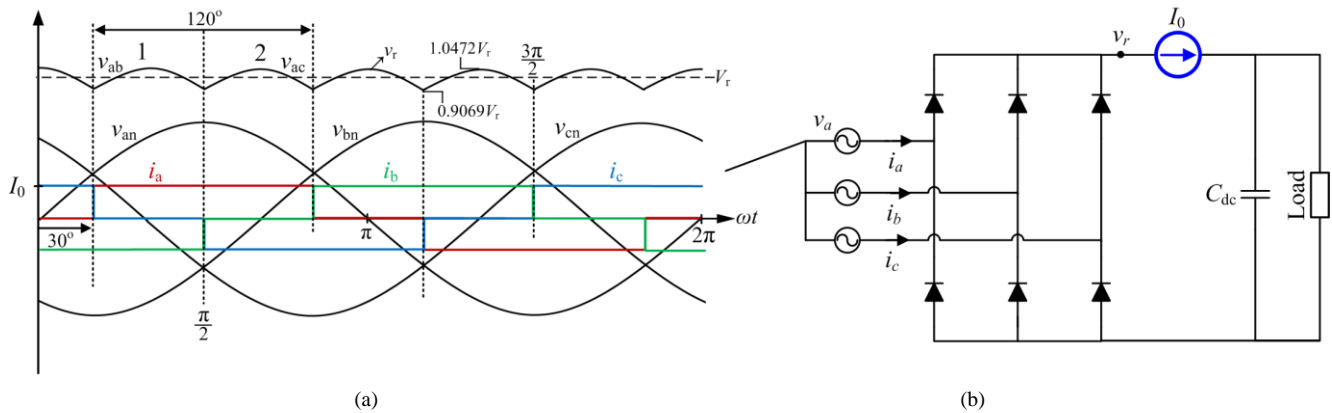 120°
1
2
v_ab
v_ac
v_r
1.0472V_r
3π/2
V_r
0.9069V_r
v_an
v_bn
v_cn
I_0
i_a
i_b
i_c
30°
π/2
π
2π
ωt
(a)
I_0
v_r
v_a
i_a
i_b
i_c
C_dc
Load
(b)